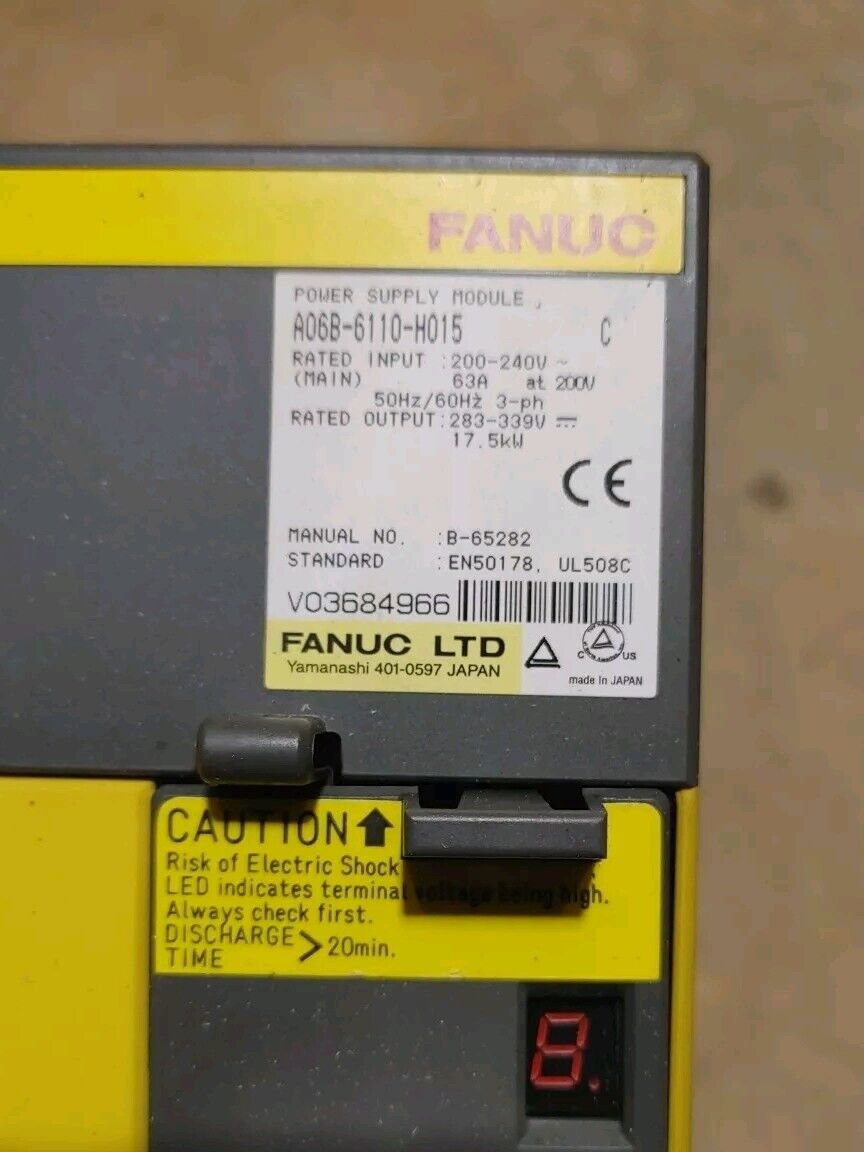 FANUC
POWER SUPPLY MODULE
A06B-6110-H015 C
RATED INPUT :200-240V ~
(MAIN) 63A at 200V
50Hz/60Hz 3-ph
RATED OUTPUT:283-339V ⎓
17.5kW
CE
MANUAL NO. :B-65282
STANDARD :EN50178, UL508C
V03684966
FANUC LTD
Yamanashi 401-0597 JAPAN
C US
made in JAPAN
CAUTION
Risk of Electric Shock
LED indicates terminal voltage being high.
Always check first.
DISCHARGE
TIME > 20min.
8.